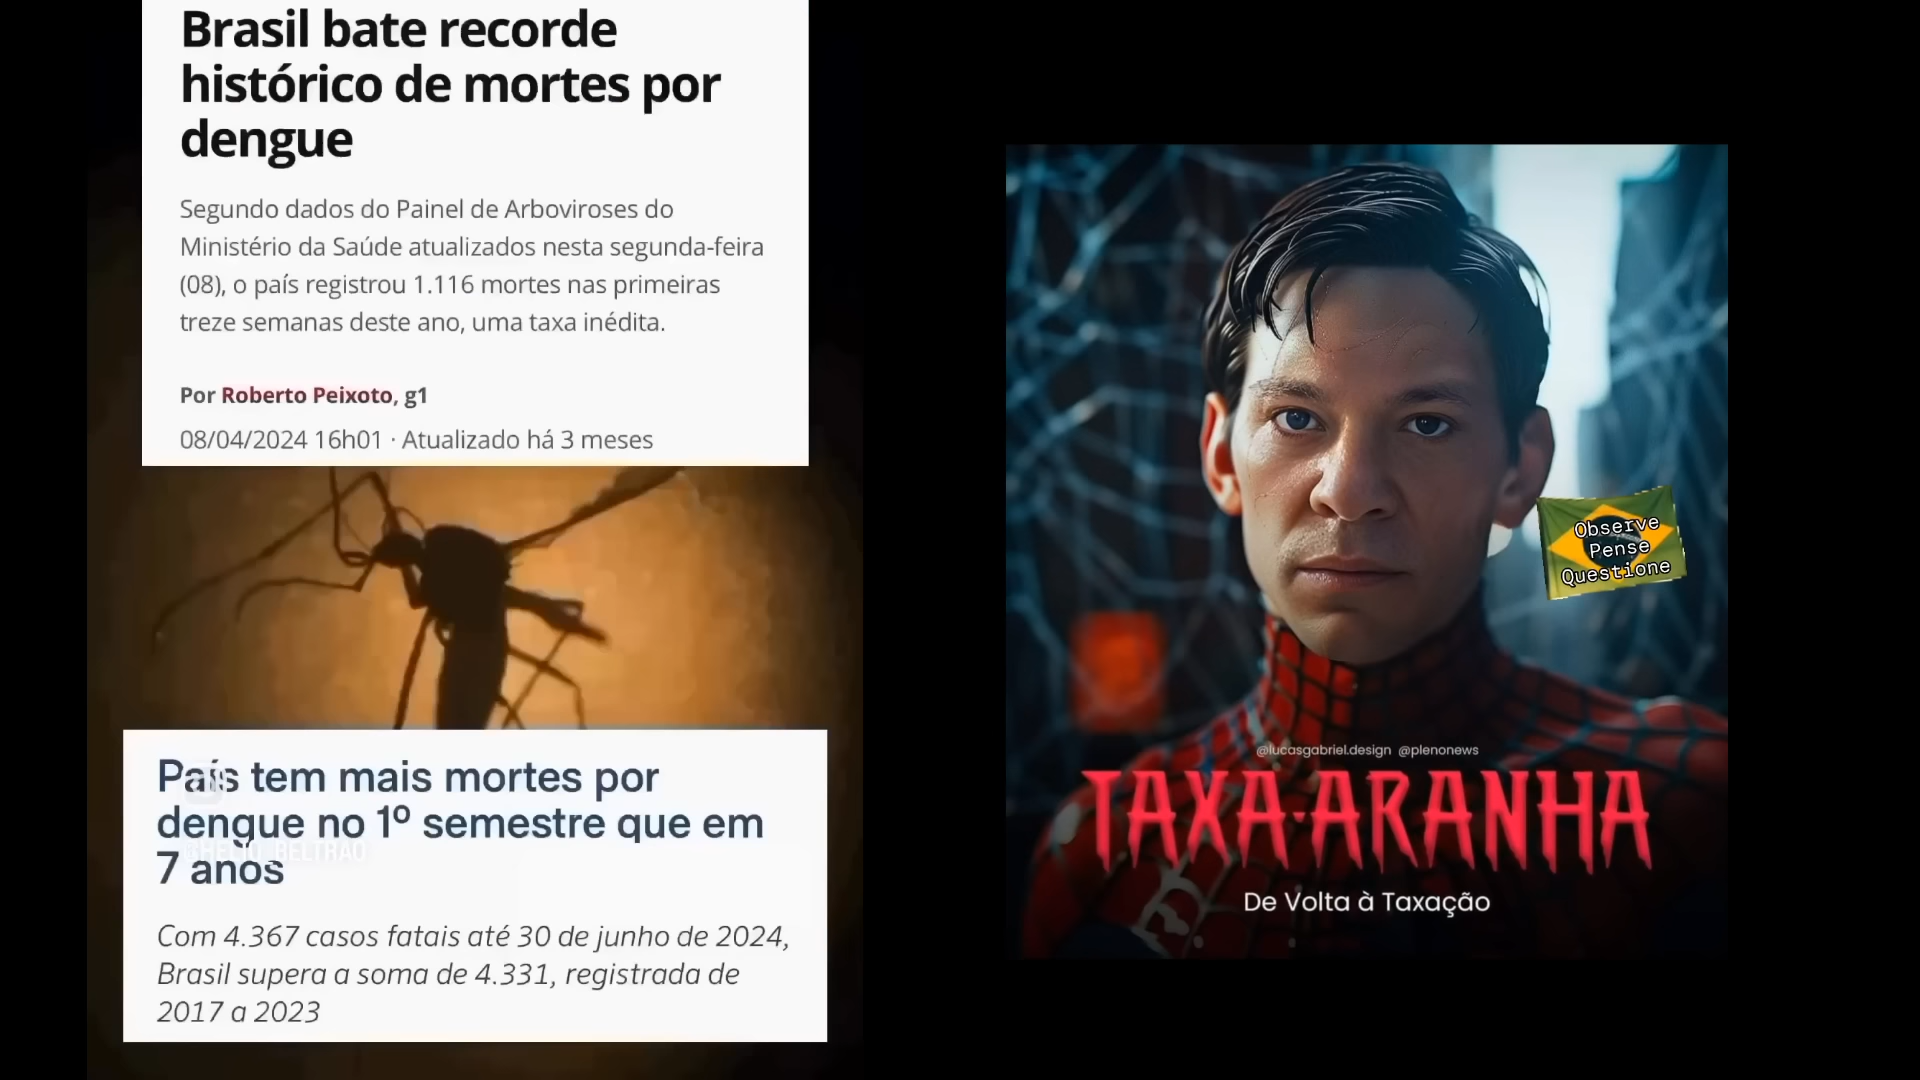 Brasil bate recorde
histórico de mortes por
dengue
Segundo dados do Painel de Arboviroses do
Ministério da Saúde atualizados nesta segunda-feira
(08), o país registrou 1.116 mortes nas primeiras
treze semanas deste ano, uma taxa inédita.
Por Roberto Peixoto, g1
08/04/2024 16h01 · Atualizado há 3 meses
País tem mais mortes por
dengue no 1º semestre que em
@HELIO_BELTRAO
7 anos
Com 4.367 casos fatais até 30 de junho de 2024,
Brasil supera a soma de 4.331, registrada de
2017 a 2023
Observe
Pense
Questione
@lucasgabriel.design @plenonews
TAXA-ARANHA
De Volta à Taxação